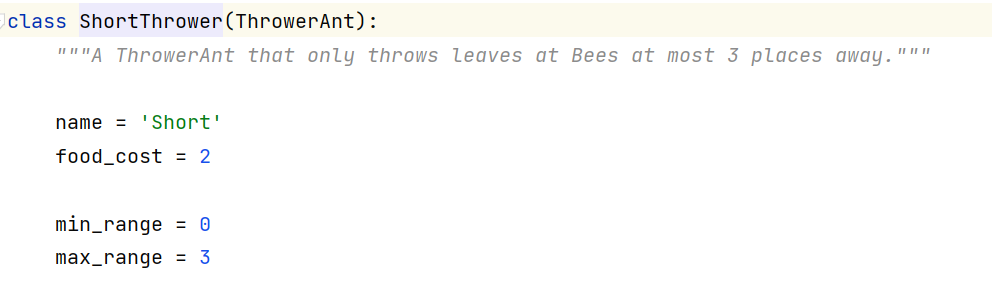 class ShortThrower(ThrowerAnt):
"""A ThrowerAnt that only throws leaves at Bees at most 3 places away."""
name = 'Short'
food_cost = 2
min_range = 0
max_range = 3